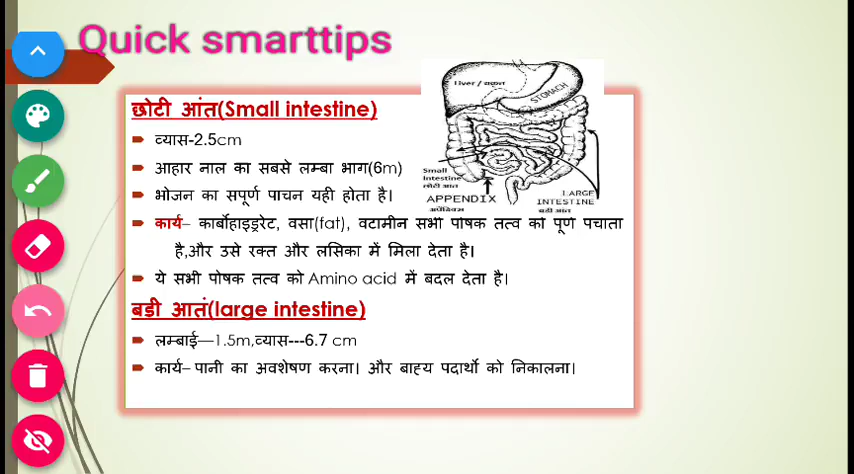 Quick smarttips
छोटी आंत(Small intestine)
व्यास-2.5cm
आहार नाल का सबसे लम्बा भाग(6m)
भोजन का सपूर्ण पाचन यही होता है।
कार्य– कार्बोहाइड्रेट, वसा(fat), वटामीन सभी पोषक तत्व को पूर्ण पचाता
है,और उसे रक्त और लसिका में मिला देता है।
ये सभी पोषक तत्व को Amino acid में बदल देता है।
बड़ी आतं(large intestine)
लम्बाई—1.5m,व्यास---6.7 cm
कार्य– पानी का अवशेषण करना। और बाह्य पदार्थो को निकालना।
Liver / यकृत
STOMACH
Small
Intestine
छोटी आंत
APPENDIX
अपेंडिक्स
LARGE
INTESTINE
बड़ी आंत